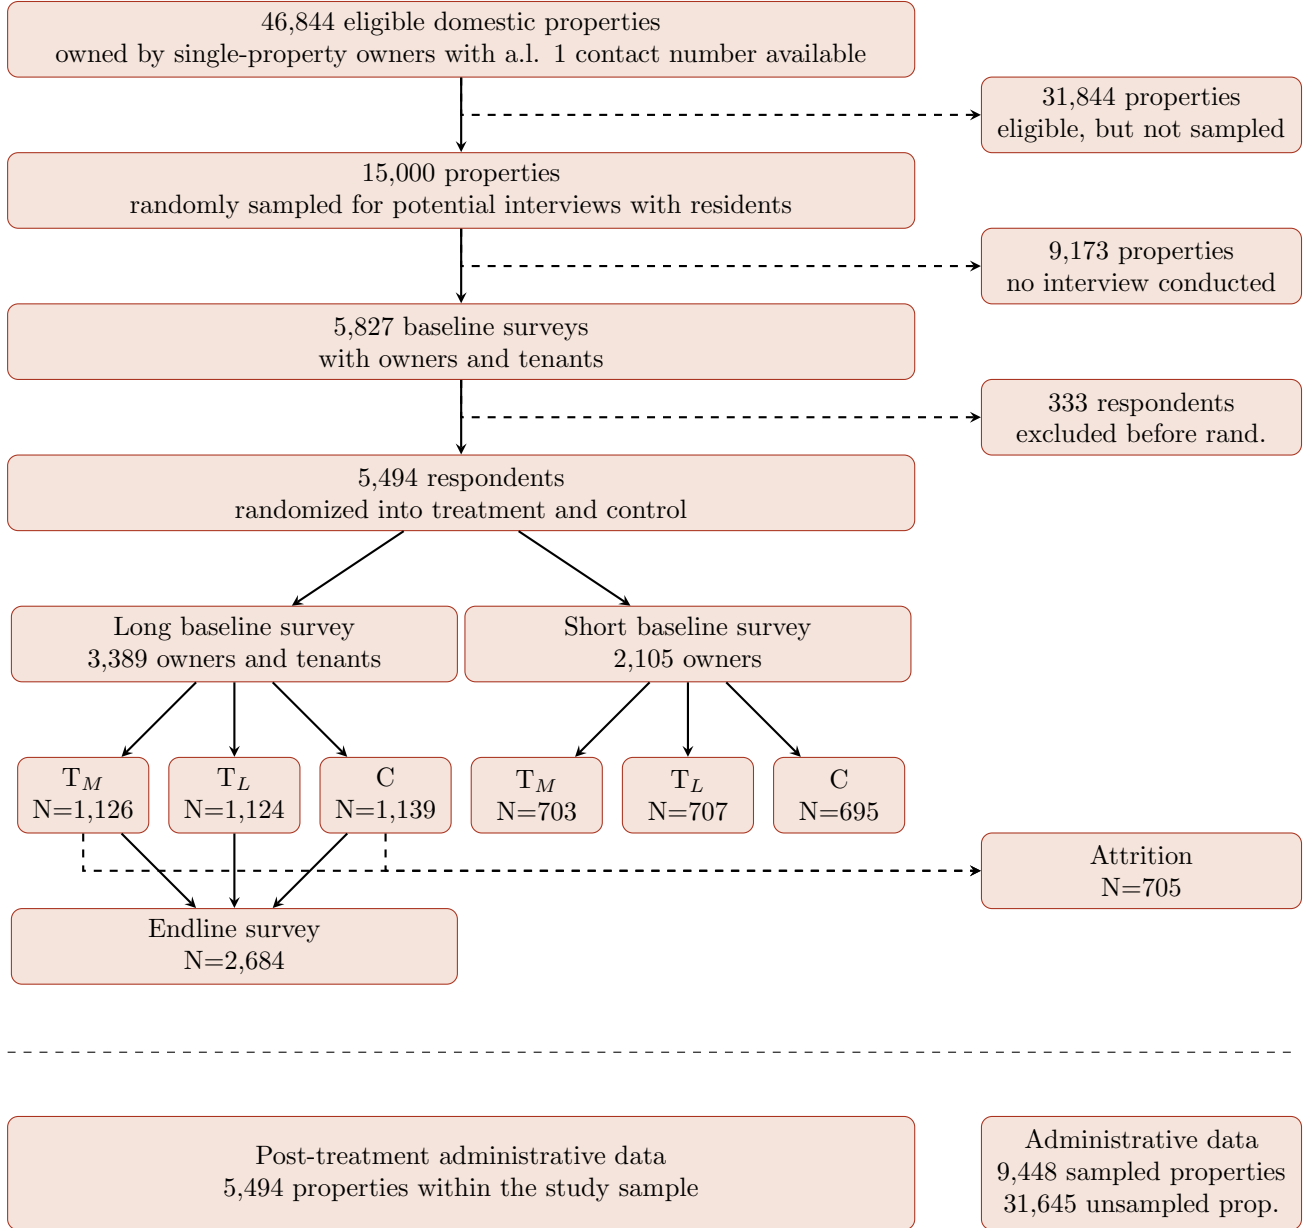 46,844 eligible domestic properties
owned by single-property owners with a.l. 1 contact number available
31,844 properties
eligible, but not sampled
15,000 properties
randomly sampled for potential interviews with residents
9,173 properties
no interview conducted
5,827 baseline surveys
with owners and tenants
333 respondents
excluded before rand.
5,494 respondents
randomized into treatment and control
Long baseline survey
3,389 owners and tenants
Short baseline survey
2,105 owners
T_M
N=1,126
T_L
N=1,124
C
N=1,139
T_M
N=703
T_L
N=707
C
N=695
Attrition
N=705
Endline survey
N=2,684
Post-treatment administrative data
5,494 properties within the study sample
Administrative data
9,448 sampled properties
31,645 unsampled prop.